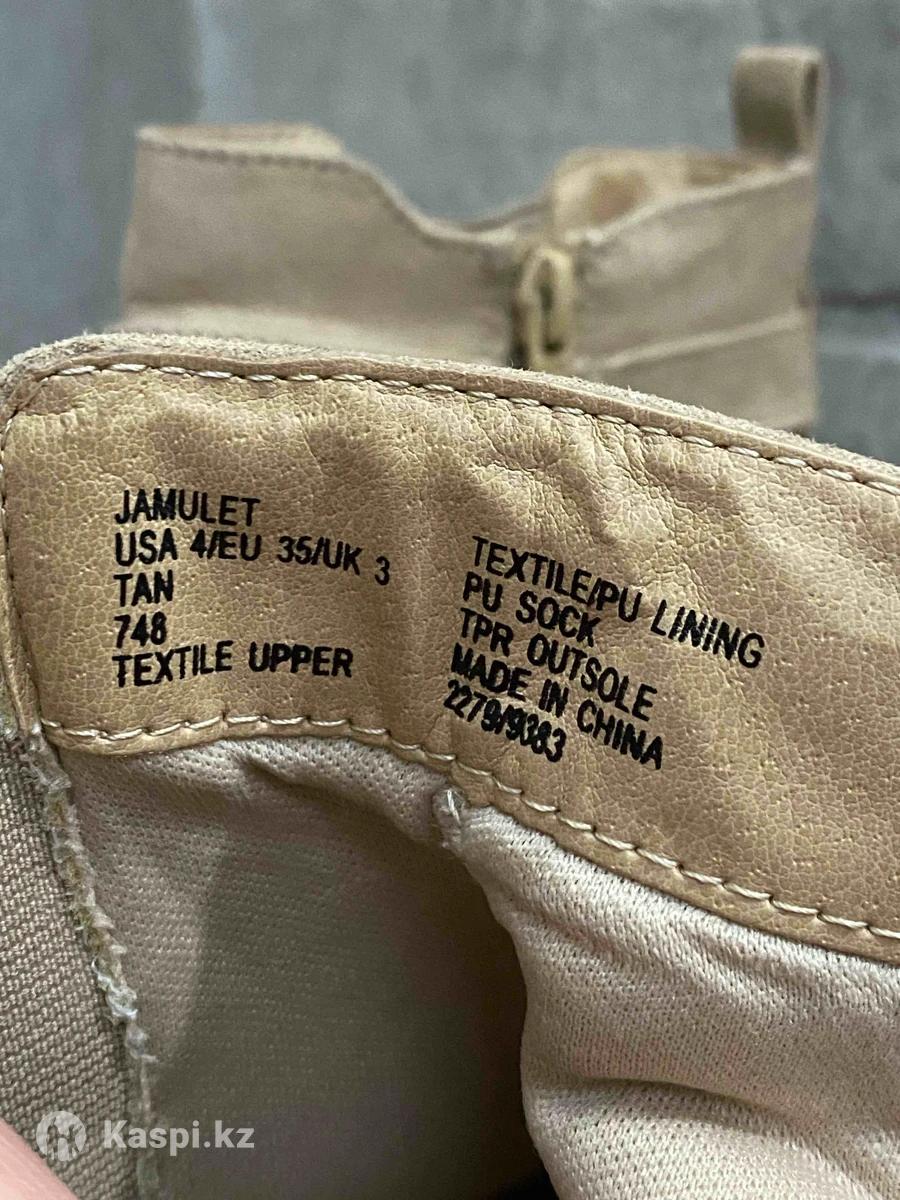 JAMULET
USA 4/EU 35/UK 3
TAN
748
TEXTILE UPPER
TEXTILE/PU LINING
PU SOCK
TPR OUTSOLE
MADE IN CHINA
2279/9383
Kaspi.kz